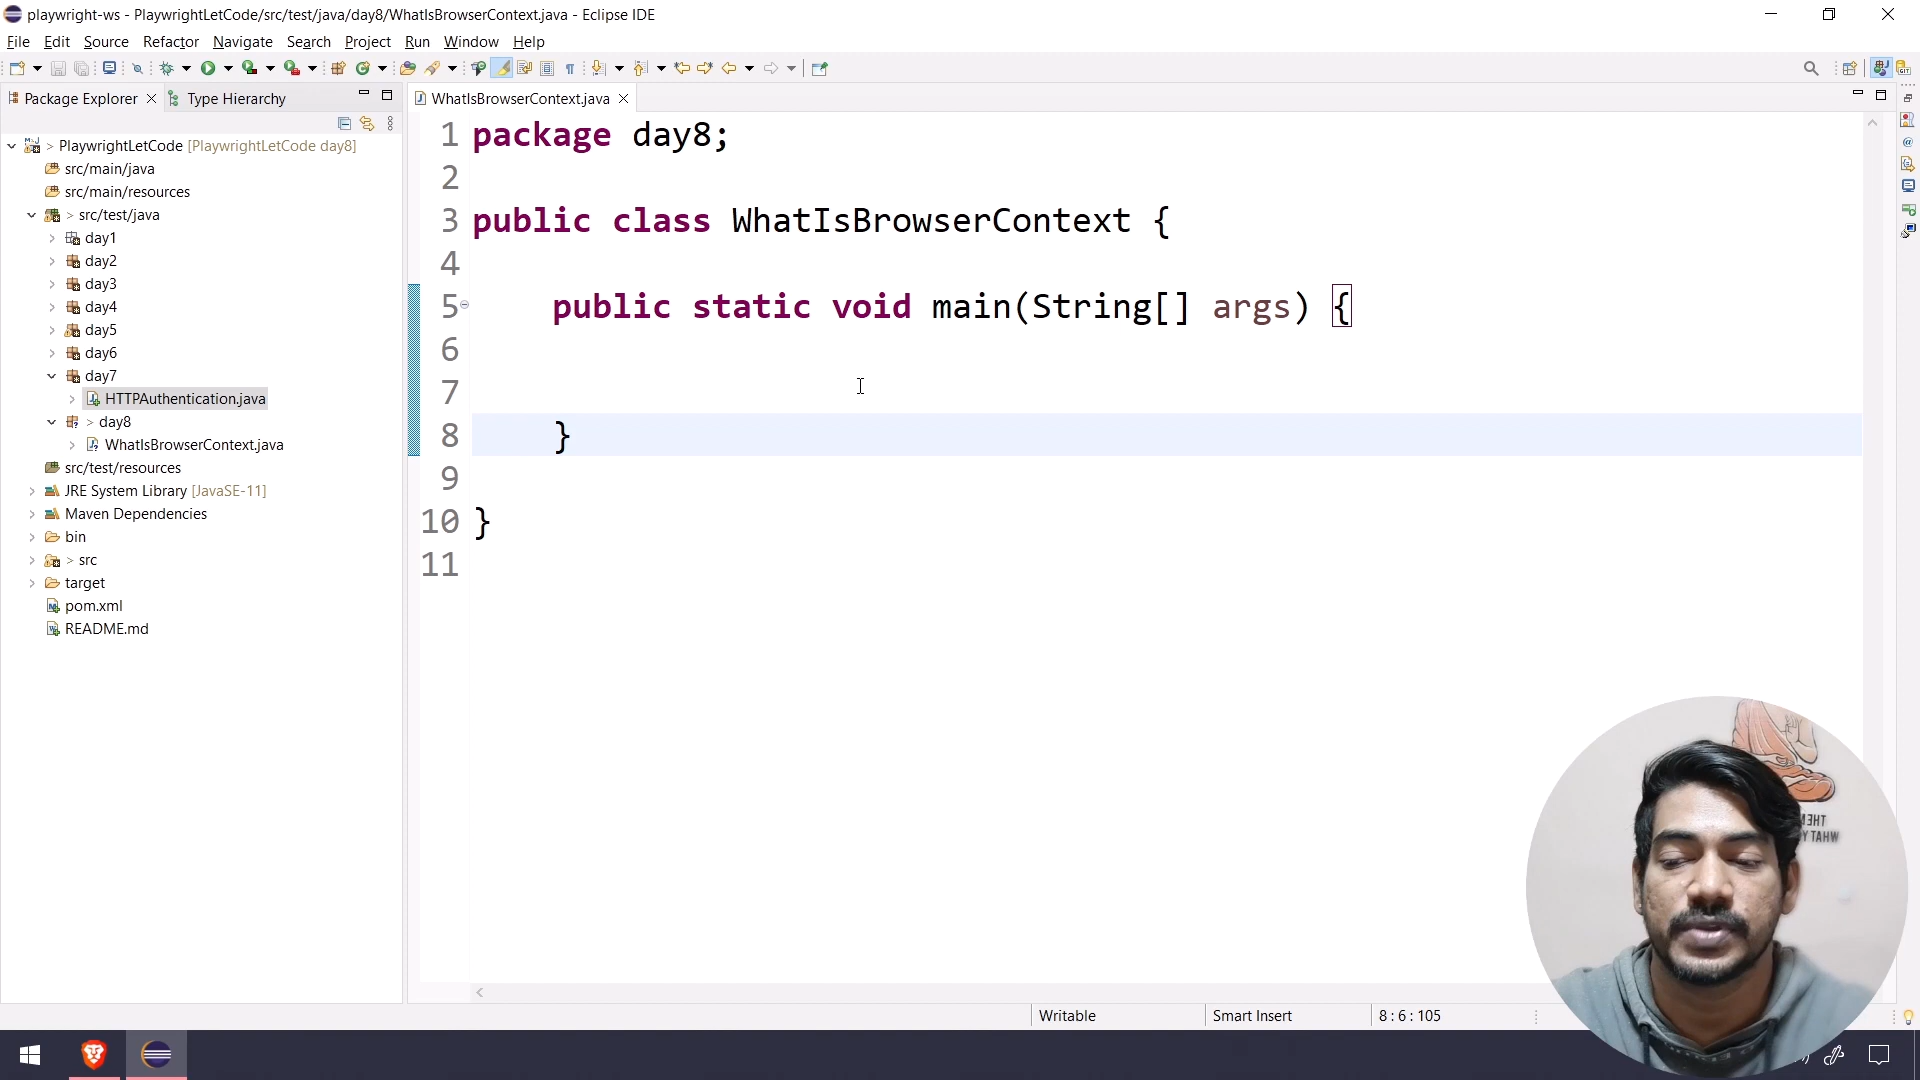 playwright-ws - PlaywrightLetCode/src/test/java/day8/WhatIsBrowserContext.java - Eclipse IDE
File Edit Source Refactor Navigate Search Project Run Window Help
Package Explorer Type Hierarchy
WhatIsBrowserContext.java
> PlaywrightLetCode [PlaywrightLetCode day8]
src/main/java
src/main/resources
> src/test/java
day1
day2
day3
day4
day5
day6
day7
HTTPAuthentication.java
> day8
WhatIsBrowserContext.java
src/test/resources
JRE System Library [JavaSE-11]
Maven Dependencies
bin
> src
target
pom.xml
README.md
1 package day8;
2
3 public class WhatIsBrowserContext {
4
5 public static void main(String[] args) {
6
7
8 }
9
10 }
11
Writable Smart Insert 8 : 6 : 105